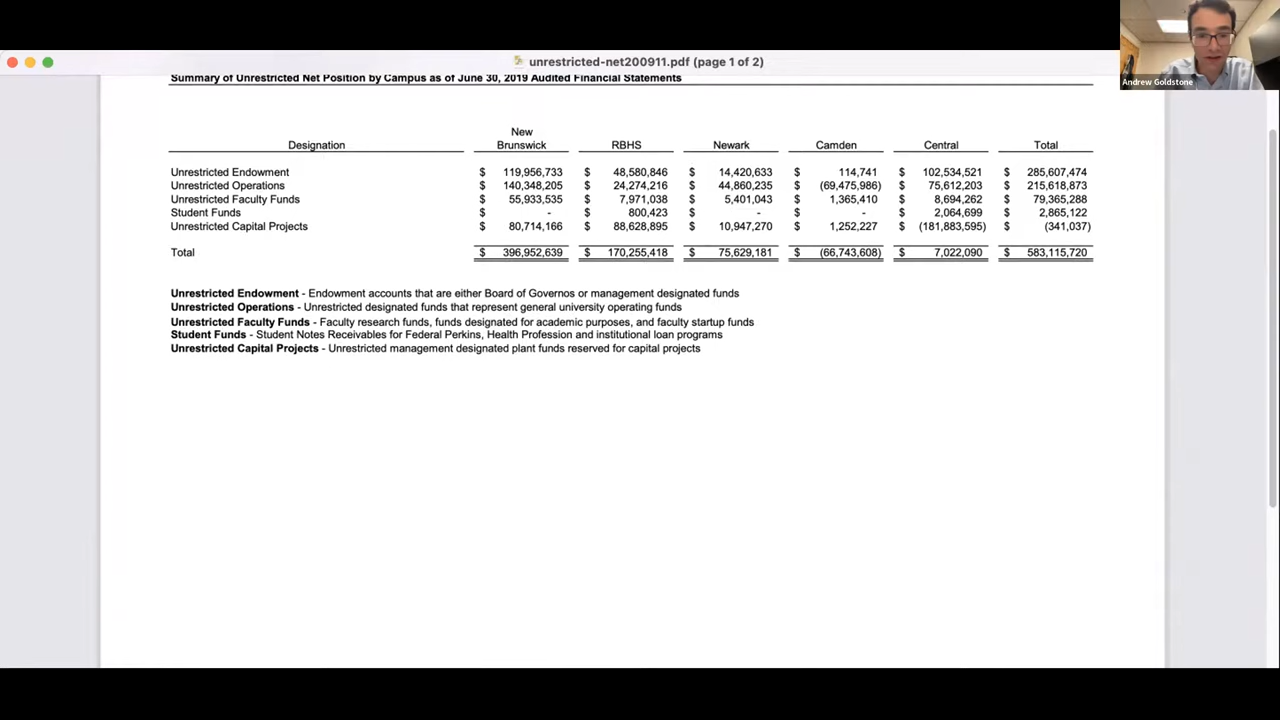 unrestricted-net200911.pdf (page 1 of 2)
Andrew Goldstone
Summary of Unrestricted Net Position by Campus as of June 30, 2019 Audited Financial Statements
Designation New Brunswick RBHS Newark Camden Central Total
Unrestricted Endowment $ 119,956,733 $ 48,580,846 $ 14,420,633 $ 114,741 $ 102,534,521 $ 285,607,474
Unrestricted Operations $ 140,348,205 $ 24,274,216 $ 44,860,235 $ (69,475,986) $ 75,612,203 $ 215,618,873
Unrestricted Faculty Funds $ 55,933,535 $ 7,971,038 $ 5,401,043 $ 1,365,410 $ 8,694,262 $ 79,365,288
Student Funds $ - $ 800,423 $ - $ - $ 2,064,699 $ 2,865,122
Unrestricted Capital Projects $ 80,714,166 $ 88,628,895 $ 10,947,270 $ 1,252,227 $ (181,883,595) $ (341,037)
Total $ 396,952,639 $ 170,255,418 $ 75,629,181 $ (66,743,608) $ 7,022,090 $ 583,115,720
Unrestricted Endowment - Endowment accounts that are either Board of Governos or management designated funds
Unrestricted Operations - Unrestricted designated funds that represent general university operating funds
Unrestricted Faculty Funds - Faculty research funds, funds designated for academic purposes, and faculty startup funds
Student Funds - Student Notes Receivables for Federal Perkins, Health Profession and institutional loan programs
Unrestricted Capital Projects - Unrestricted management designated plant funds reserved for capital projects